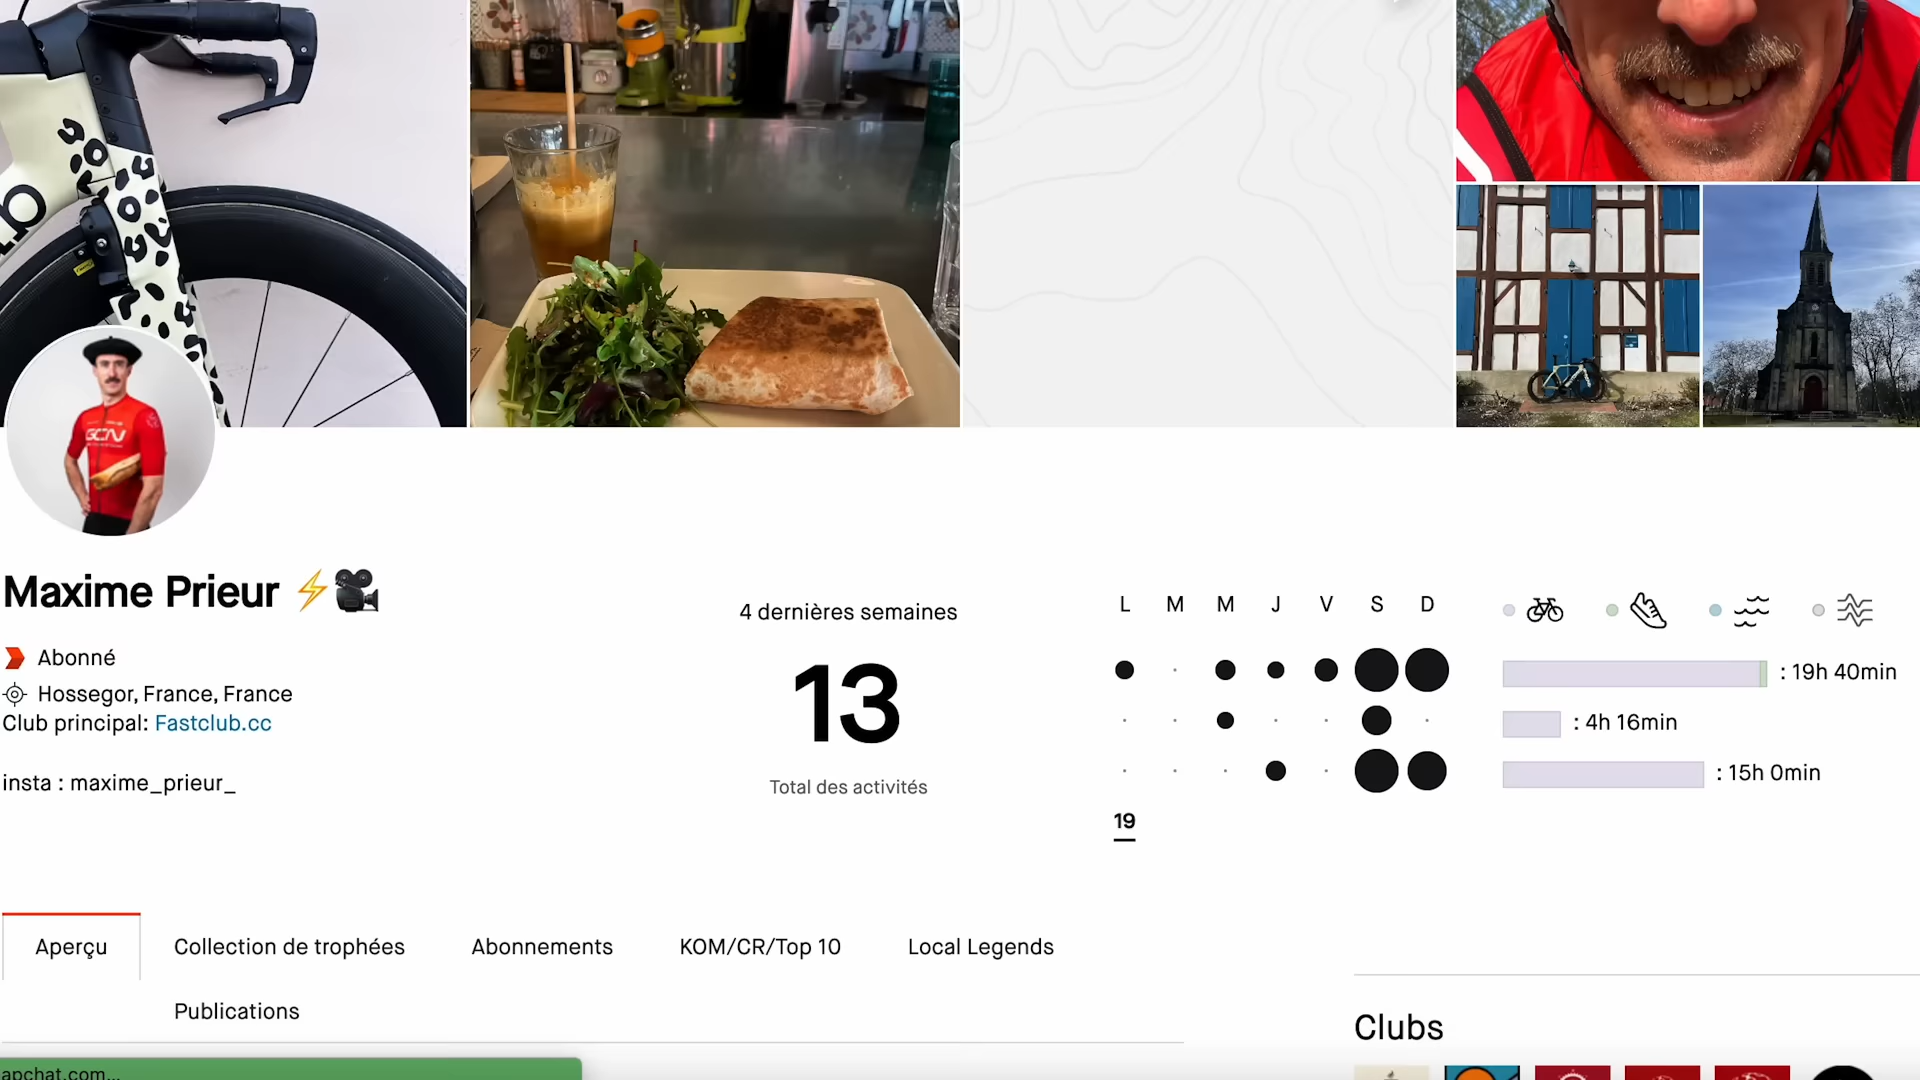 GCN
Maxime Prieur
Abonné
Hossegor, France, France
Club principal: Fastclub.cc
insta : maxime_prieur_
4 dernières semaines
13
Total des activités
L M M J V S D
: 19h 40min
: 4h 16min
: 15h 0min
19
Aperçu
Collection de trophées
Abonnements
KOM/CR/Top 10
Local Legends
Publications
Clubs
apchat.com...